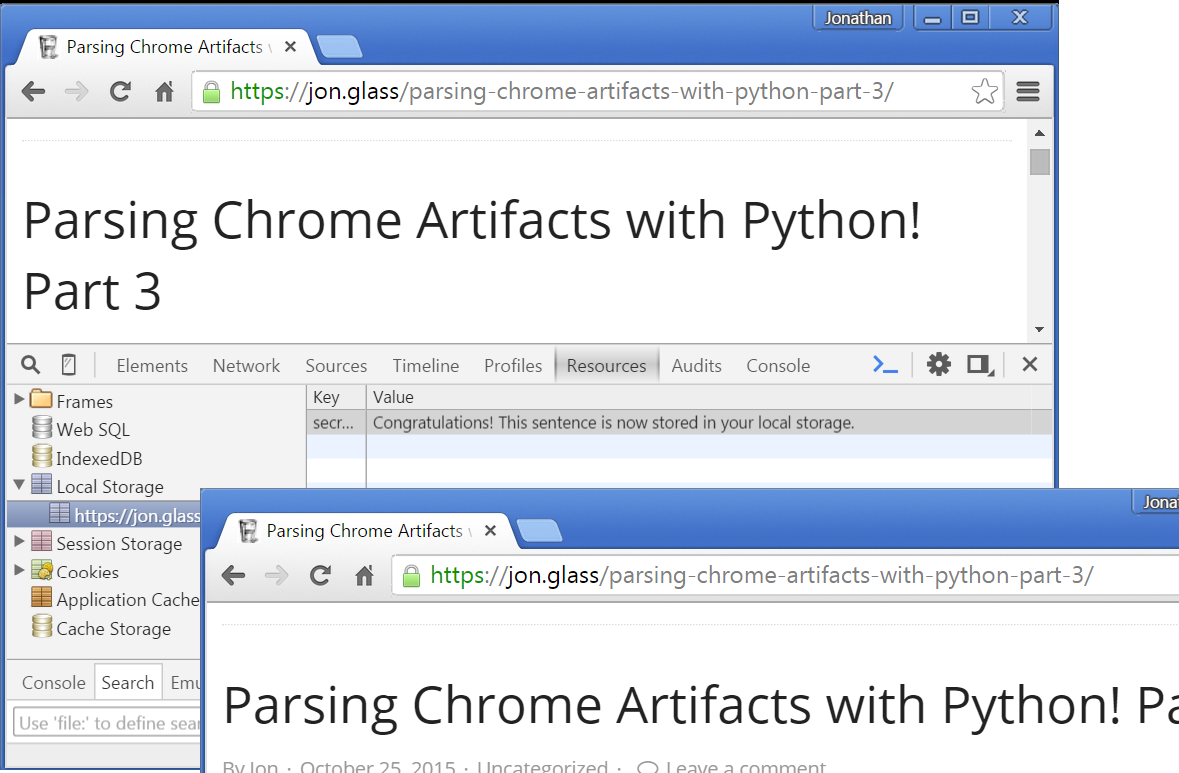 Jonathan
Parsing Chrome Artifacts
https://jon.glass/parsing-chrome-artifacts-with-python-part-3/
Parsing Chrome Artifacts with Python!
Part 3
Elements Network Sources Timeline Profiles Resources Audits Console
Frames
Web SQL
IndexedDB
Local Storage
https://jon.glass
Session Storage
Cookies
Application Cache
Cache Storage
Key Value
secr... Congratulations! This sentence is now stored in your local storage.
Console Search Emu
Use 'file:' to define sear
Jona
Parsing Chrome Artifacts
https://jon.glass/parsing-chrome-artifacts-with-python-part-3/
Parsing Chrome Artifacts with Python! Pa
By Jon · October 25, 2015 · Uncategorized · Leave a comment